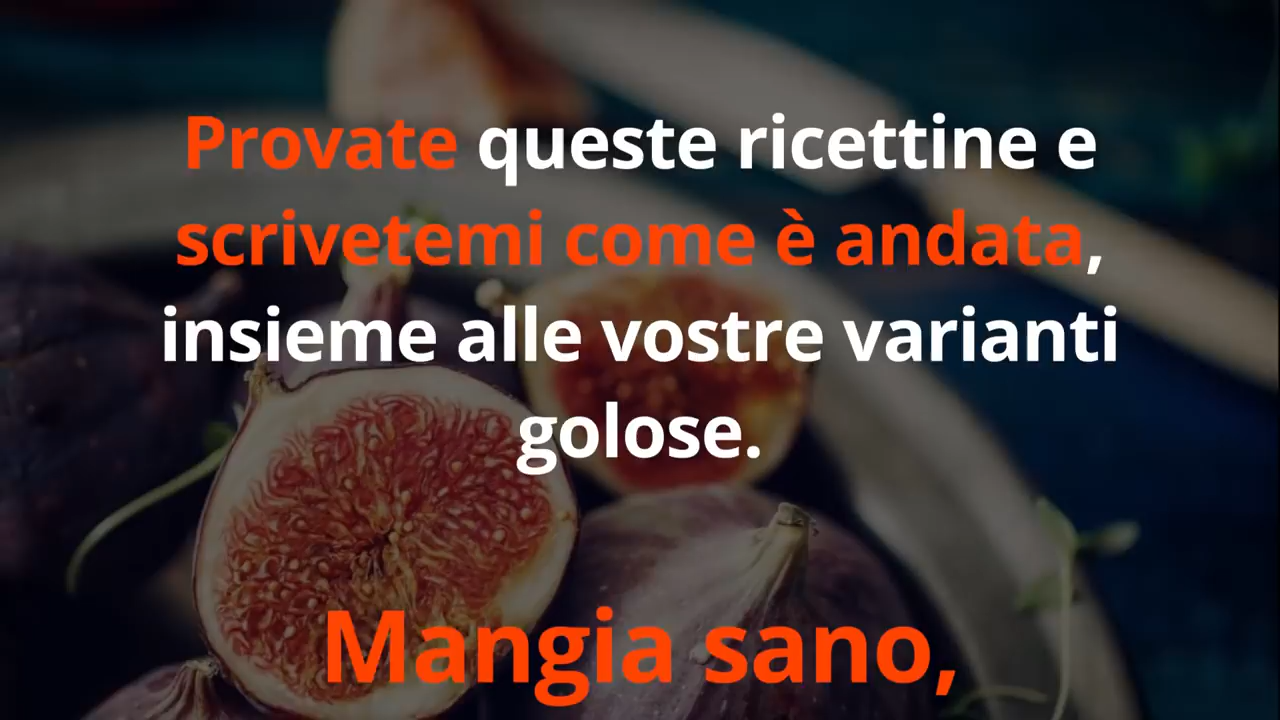 Provate queste ricettine e
scrivetemi come è andata,
insieme alle vostre varianti
golose.
Mangia sano,